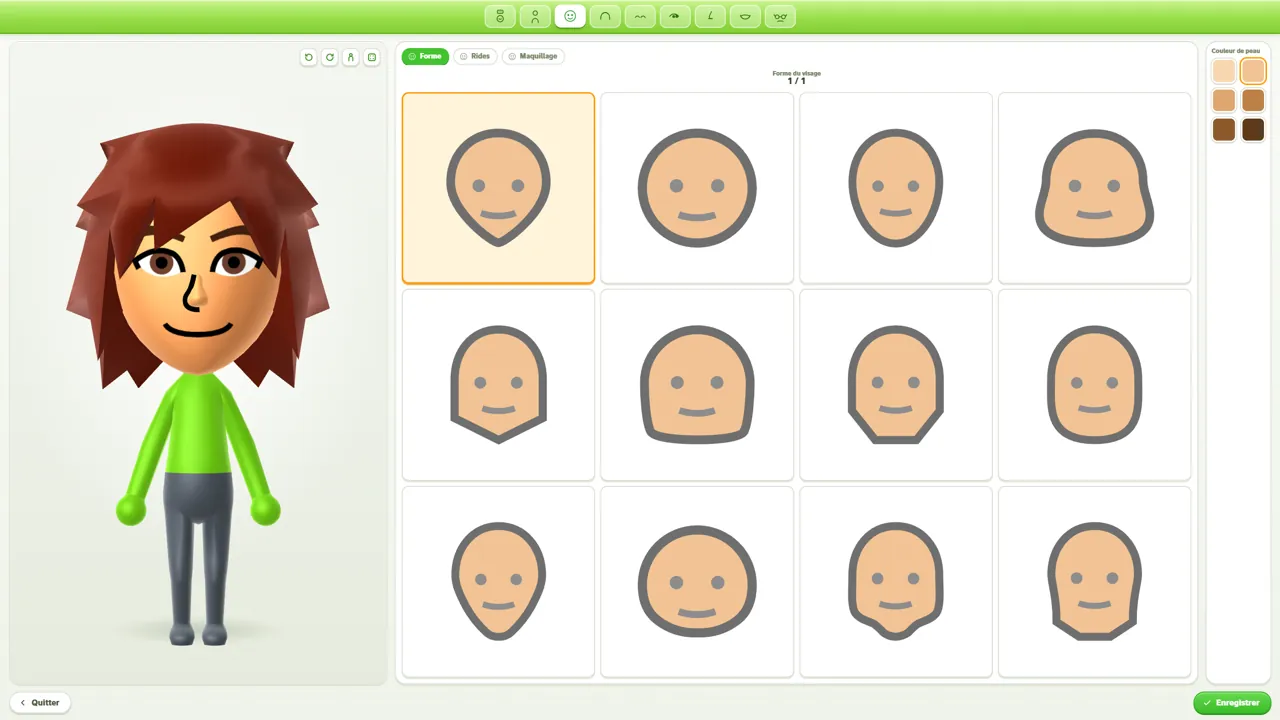 Forme
Rides
Maquillage
Forme du visage
1 / 1
Couleur de peau
Quitter
Enregistrer